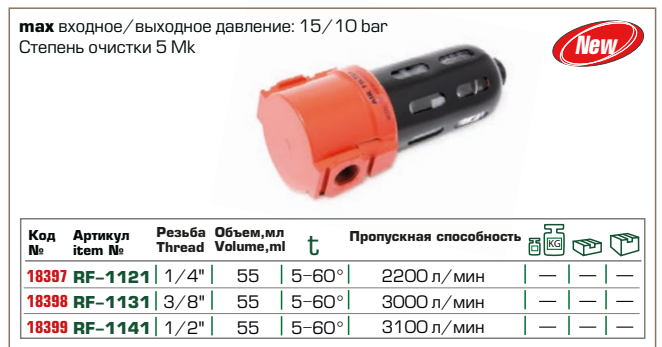 max входное/выходное давление: 15/10 bar
Степень очистки 5 Mk
New
Код № Артикул item № Резьба Thread Объем,мл Volume,ml t Пропускная способность KG
18397 RF-1121 1/4" 55 5-60° 2200 л/мин — — —
18398 RF-1131 3/8" 55 5-60° 3000 л/мин — — —
18399 RF-1141 1/2" 55 5-60° 3100 л/мин — — —